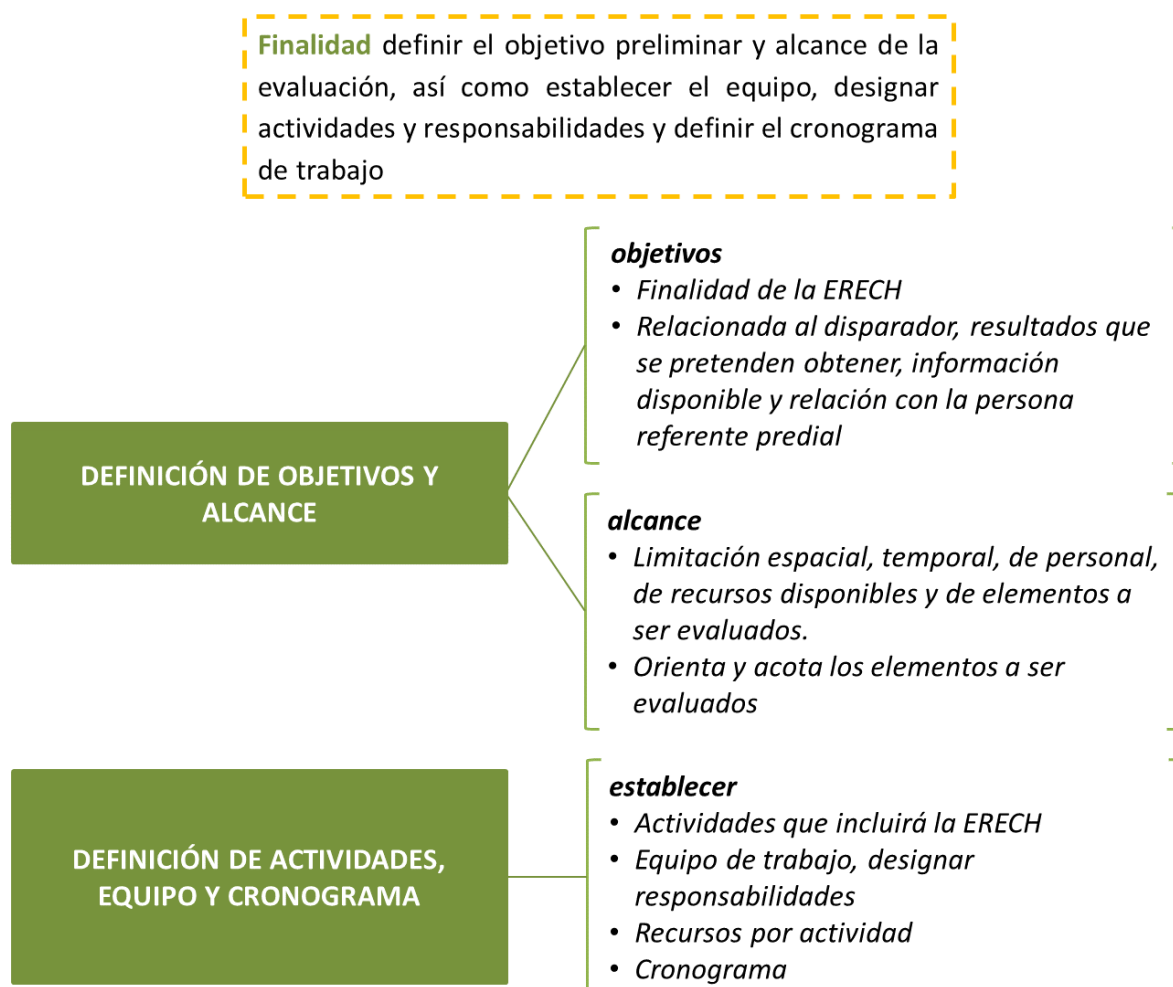 Finalidad definir el objetivo preliminar y alcance de la
evaluación, así como establecer el equipo, designar
actividades y responsabilidades y definir el cronograma
de trabajo
objetivos
• Finalidad de la ERECH
• Relacionada al disparador, resultados que
se pretenden obtener, información
disponible y relación con la persona
referente predial
DEFINICIÓN DE OBJETIVOS Y
ALCANCE
alcance
• Limitación espacial, temporal, de personal,
de recursos disponibles y de elementos a
ser evaluados.
• Orienta y acota los elementos a ser
evaluados
DEFINICIÓN DE ACTIVIDADES,
EQUIPO Y CRONOGRAMA
establecer
• Actividades que incluirá la ERECH
• Equipo de trabajo, designar
responsabilidades
• Recursos por actividad
• Cronograma